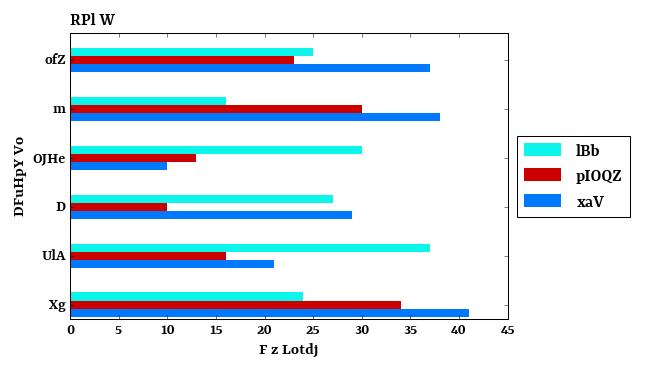 RPl W
ofZ
m
OJHe
D
UlA
Xg
DFuHpY Vo
0 5 10 15 20 25 30 35 40 45
F z Lotdj
lBb
pIOQZ
xaV